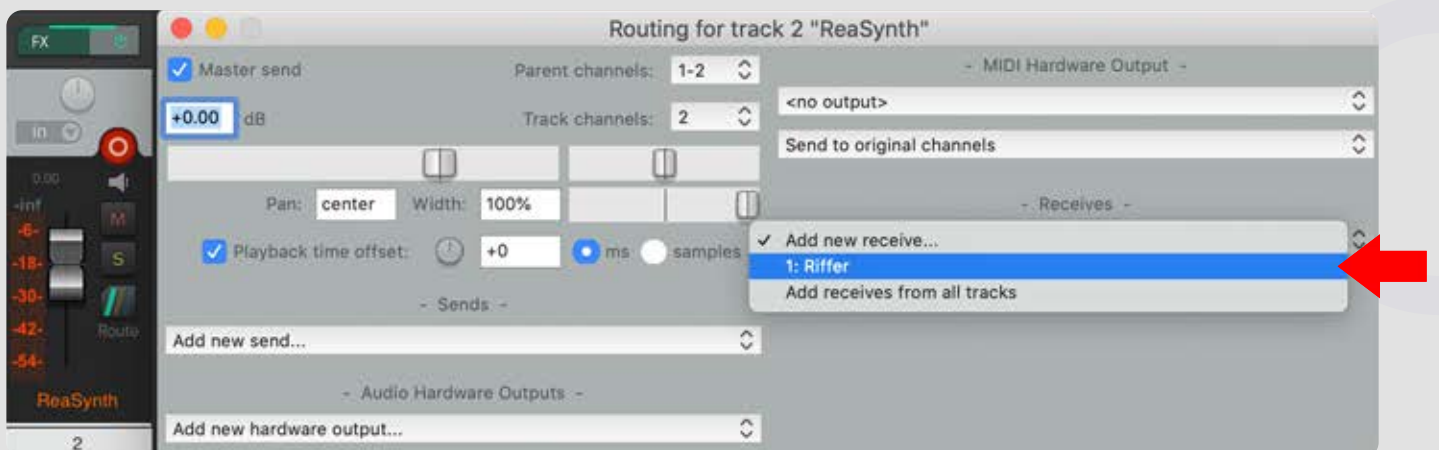 FX
in
0.00
-inf
-6-
-18-
-30-
-42-
-54-
M
S
Route
ReaSynth
2
Routing for track 2 "ReaSynth"
Master send
Parent channels: 1-2
+0.00 dB
Track channels: 2
Pan: center Width: 100%
Playback time offset: +0 ms samples
- Sends -
Add new send...
- Audio Hardware Outputs -
Add new hardware output...
- MIDI Hardware Output -
<no output>
Send to original channels
- Receives -
✓ Add new receive...
1: Riffer
Add receives from all tracks